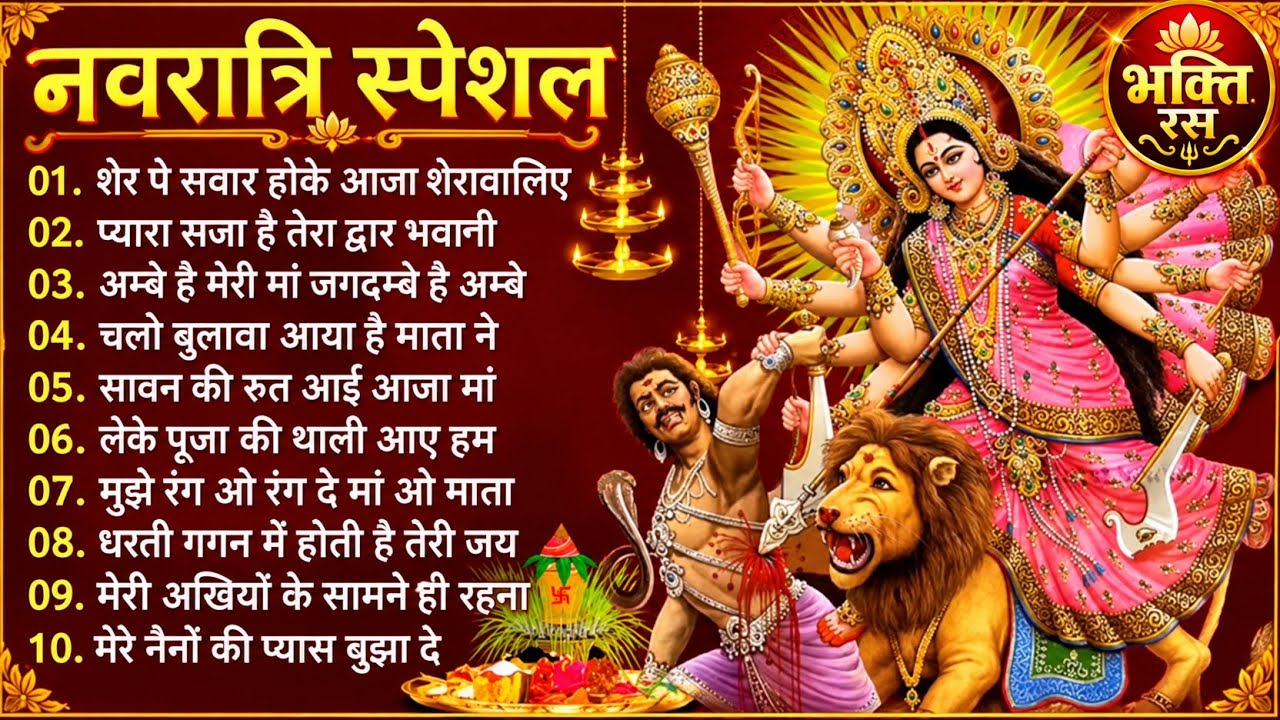 नवरात्रि स्पेशल
भक्ति
रस
01. शेर पे सवार होके आजा शेरावालिए
02. प्यारा सजा है तेरा द्वार भवानी
03. अम्बे है मेरी मां जगदम्बे है अम्बे
04. चलो बुलावा आया है माता ने
05. सावन की रुत आई आजा मां
06. लेके पूजा की थाली आए हम
07. मुझे रंग ओ रंग दे मां ओ माता
08. धरती गगन में होती है तेरी जय
09. मेरी अखियों के सामने ही रहना
10. मेरे नैनों की प्यास बुझा दे